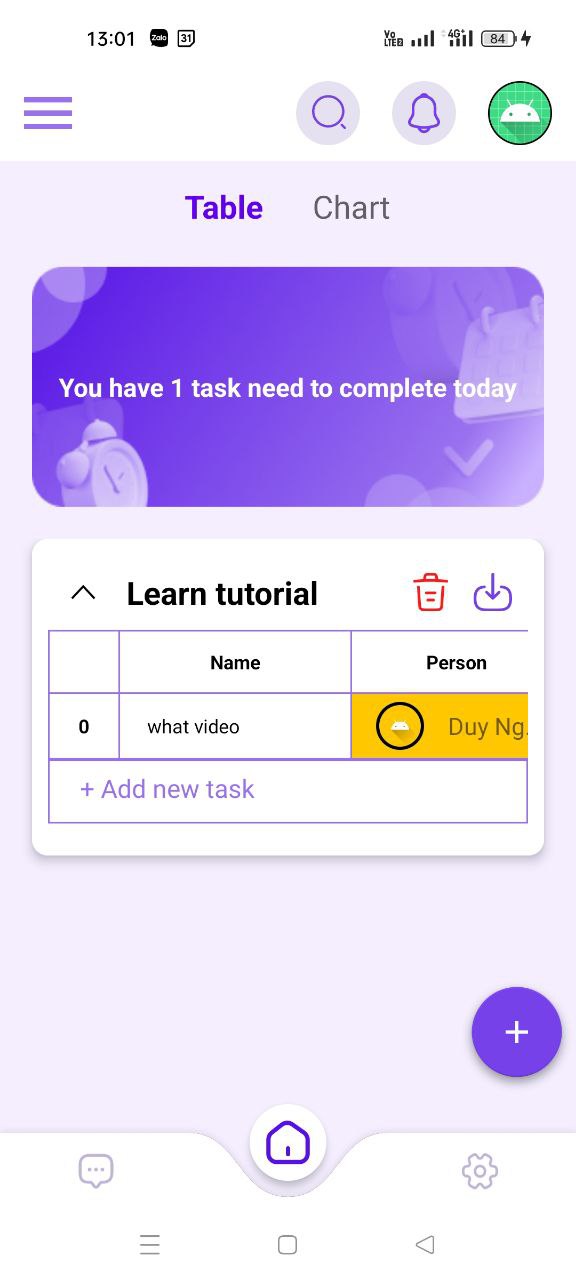 13:01 Zalo 31 Vo LTE2 4G+ 84
Table Chart
You have 1 task need to complete today
Learn tutorial
Name Person
0 what video Duy Ng.
+ Add new task